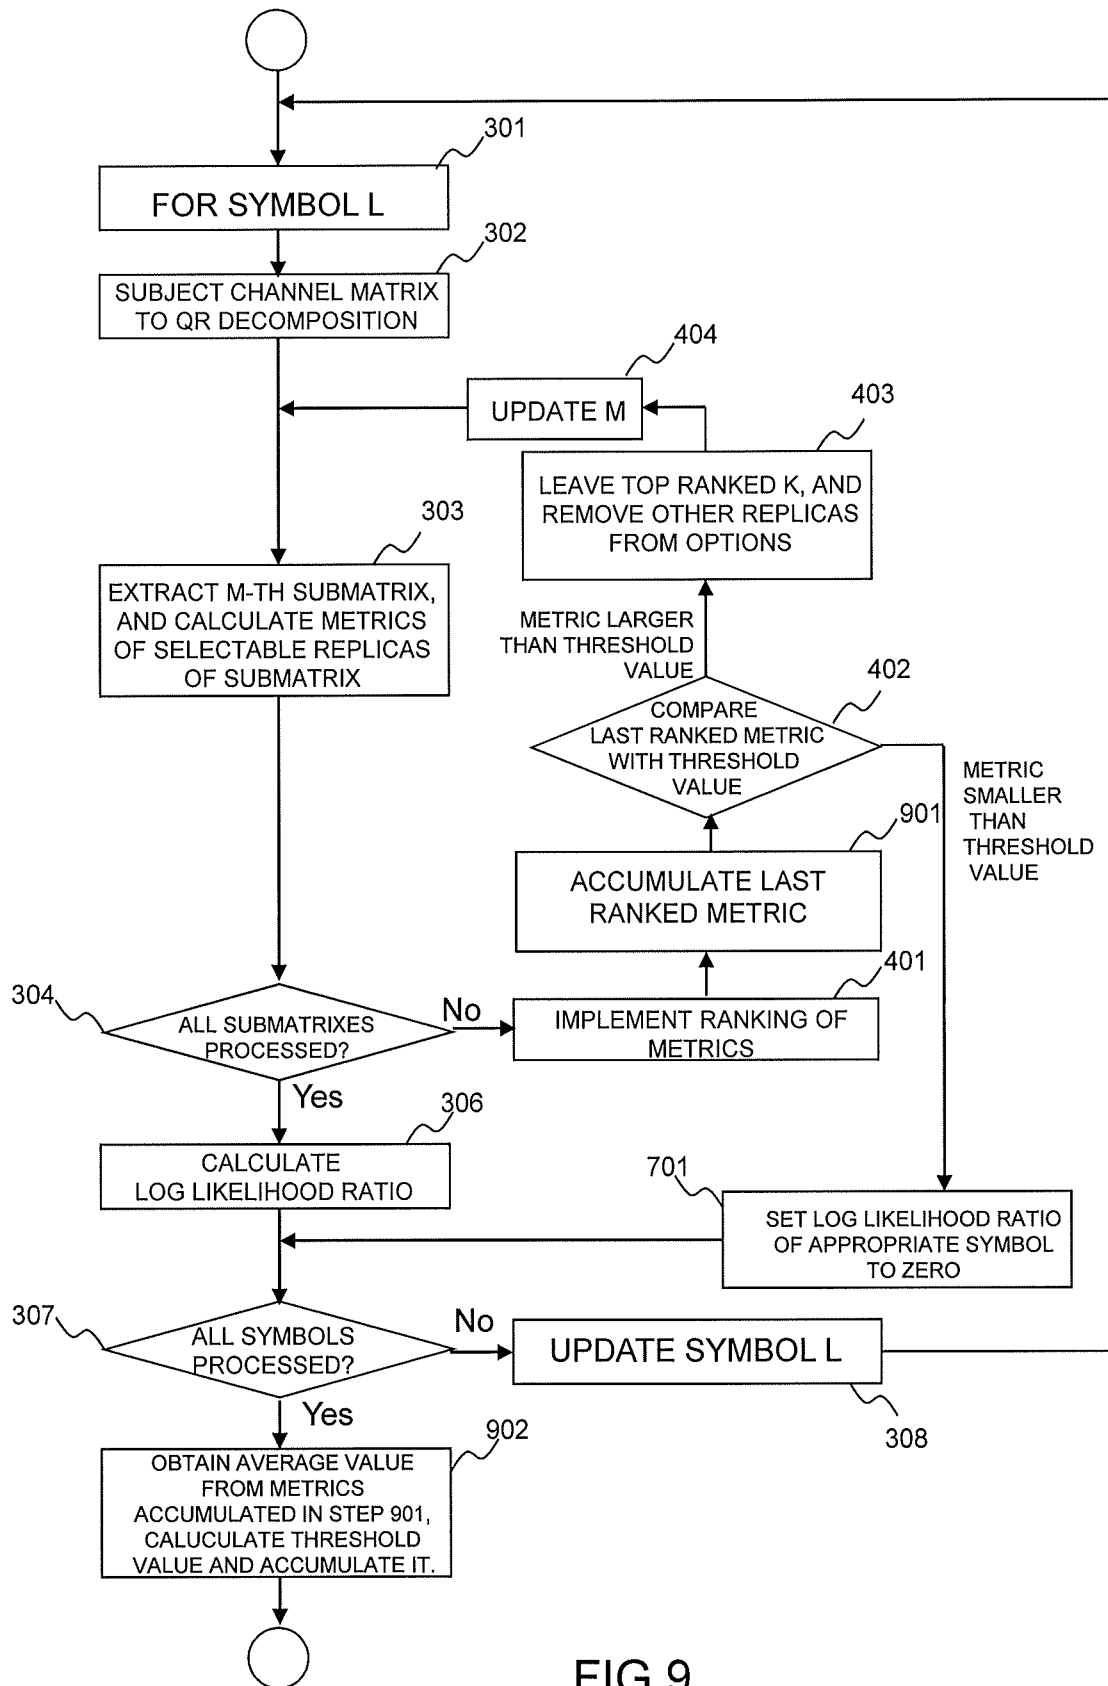 301
FOR SYMBOL L
302
SUBJECT CHANNEL MATRIX
TO QR DECOMPOSITION
404
UPDATE M
403
LEAVE TOP RANKED K, AND
REMOVE OTHER REPLICAS
FROM OPTIONS
303
EXTRACT M-TH SUBMATRIX,
AND CALCULATE METRICS
OF SELECTABLE REPLICAS
OF SUBMATRIX
METRIC LARGER
THAN THRESHOLD
VALUE
402
COMPARE
LAST RANKED METRIC
WITH THRESHOLD
VALUE
METRIC
SMALLER
THAN
THRESHOLD
VALUE
901
ACCUMULATE LAST
RANKED METRIC
401
IMPLEMENT RANKING OF
METRICS
304
ALL SUBMATRIXES
PROCESSED?
No
Yes
306
CALCULATE
LOG LIKELIHOOD RATIO
701
SET LOG LIKELIHOOD RATIO
OF APPROPRIATE SYMBOL
TO ZERO
307
ALL SYMBOLS
PROCESSED?
No
UPDATE SYMBOL L
308
Yes
902
OBTAIN AVERAGE VALUE
FROM METRICS
ACCUMULATED IN STEP 901,
CALUCULATE THRESHOLD
VALUE AND ACCUMULATE IT.
FIG.9